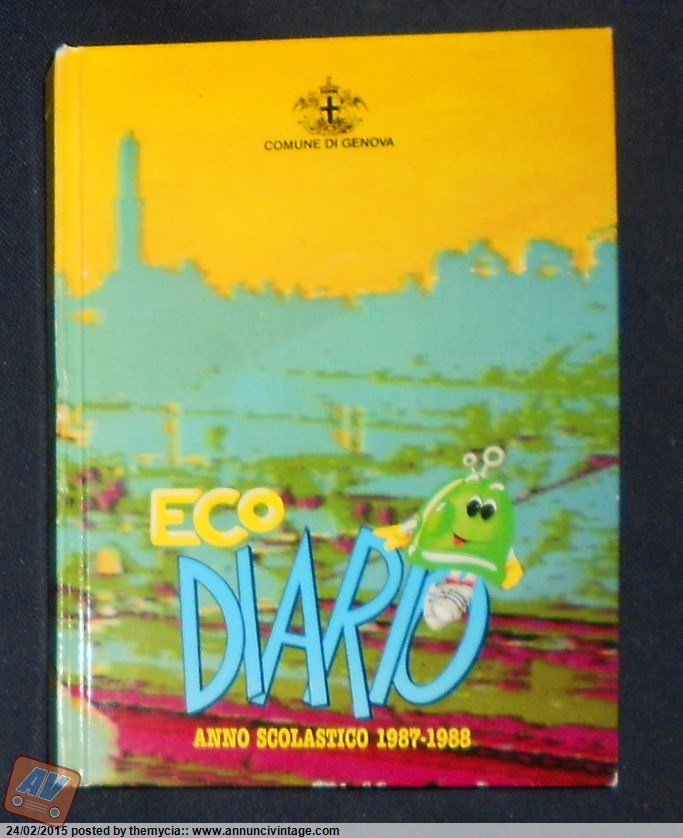 COMUNE DI GENOVA
ECO
DIARIO
ANNO SCOLASTICO 1987-1988
AV
24/02/2015 posted by themycia:: www.annuncivintage.com